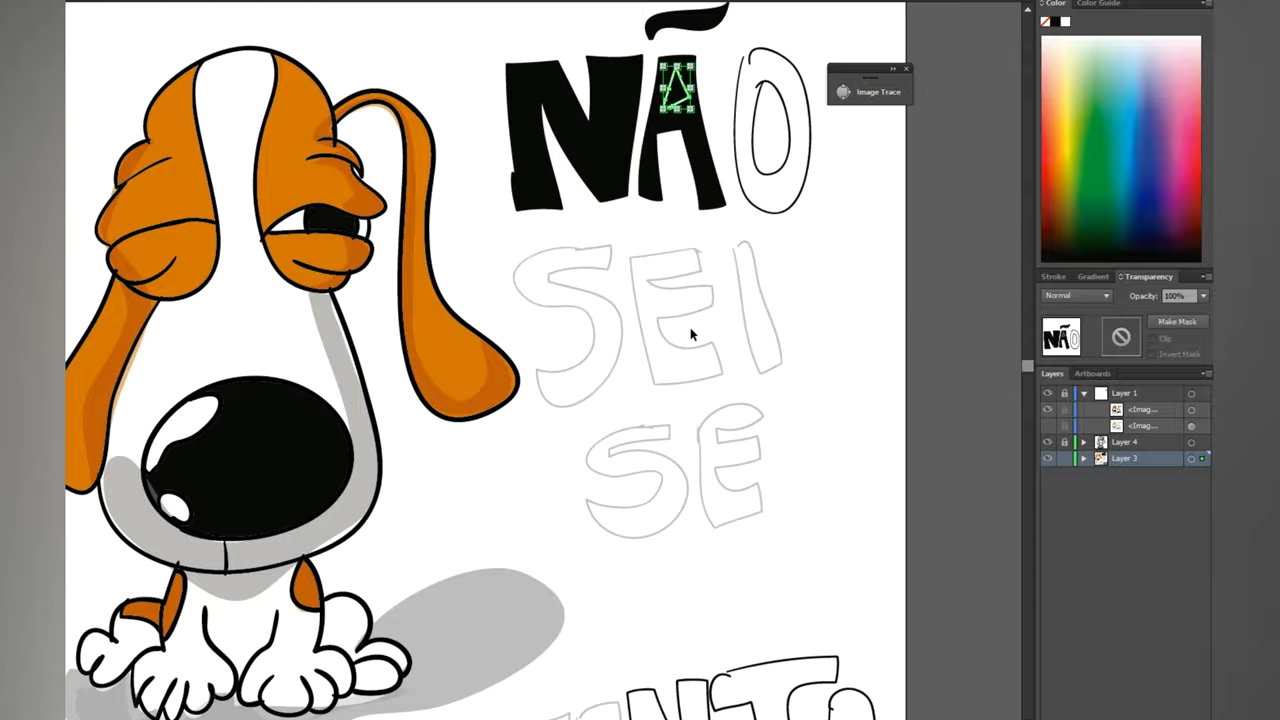 Color Color Guide
NÃO
Image Trace
SEI
Stroke Gradient Transparency
Normal Opacity: 100%
Make Mask
Clip
Invert Mask
NÃO
Layers Artboards
Layer 1
<Imag...
<Imag...
SE
Layer 4
Layer 3